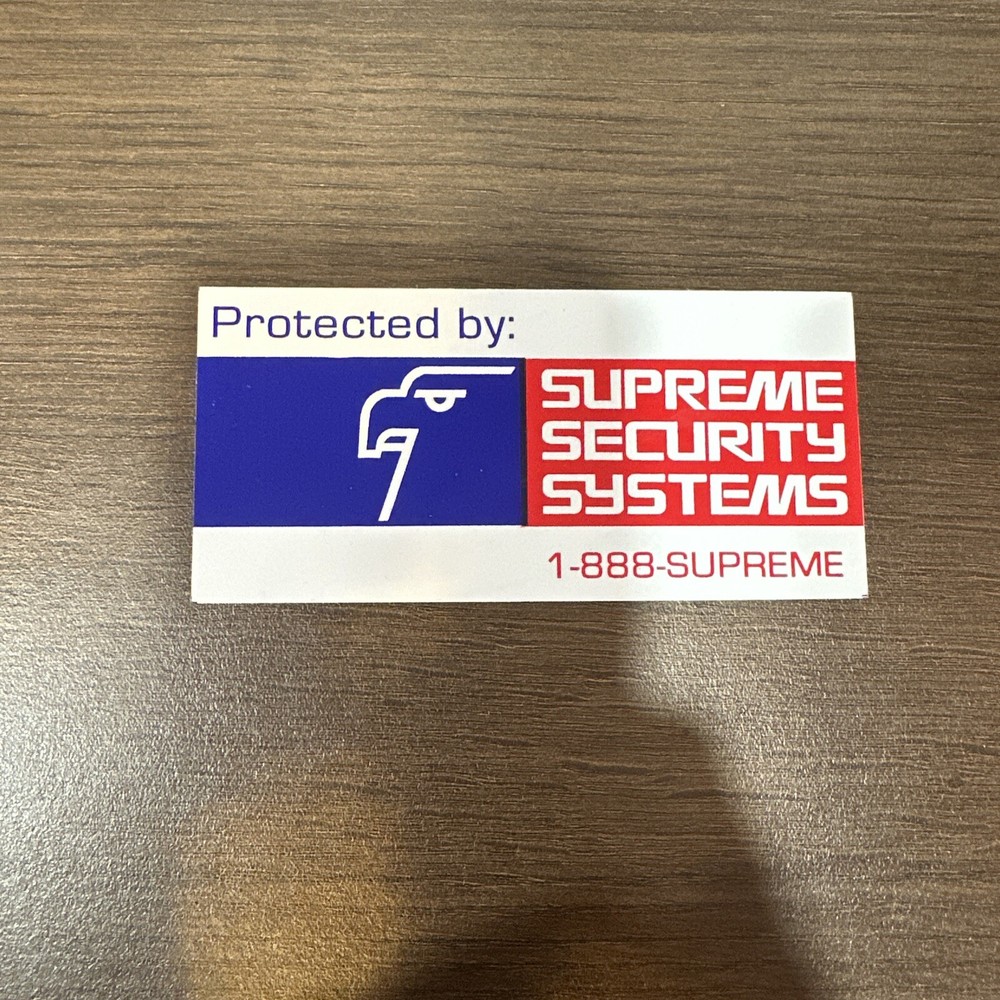 Protected by:
SUPREME
SECURITY
SYSTEMS
1-888-SUPREME